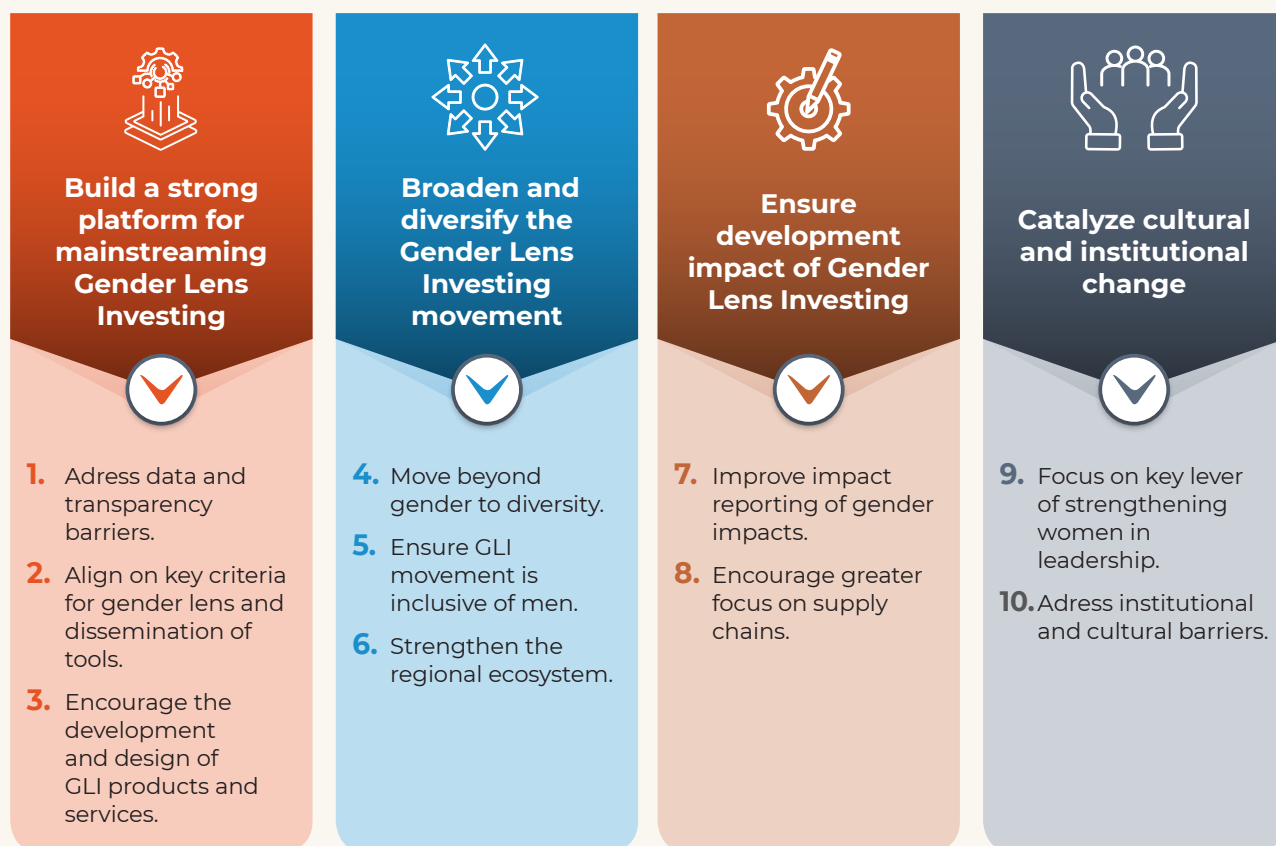 Build a strong
platform for
mainstreaming
Gender Lens
Investing
1. Adress data and
transparency
barriers.
2. Align on key criteria
for gender lens and
dissemination of
tools.
3. Encourage the
development
and design of
GLI products and
services.
Broaden and
diversify the
Gender Lens
Investing
movement
4. Move beyond
gender to diversity.
5. Ensure GLI
movement is
inclusive of men.
6. Strengthen the
regional ecosystem.
Ensure
development
impact of Gender
Lens Investing
7. Improve impact
reporting of gender
impacts.
8. Encourage greater
focus on supply
chains.
Catalyze cultural
and institutional
change
9. Focus on key lever
of strengthening
women in
leadership.
10. Adress institutional
and cultural barriers.